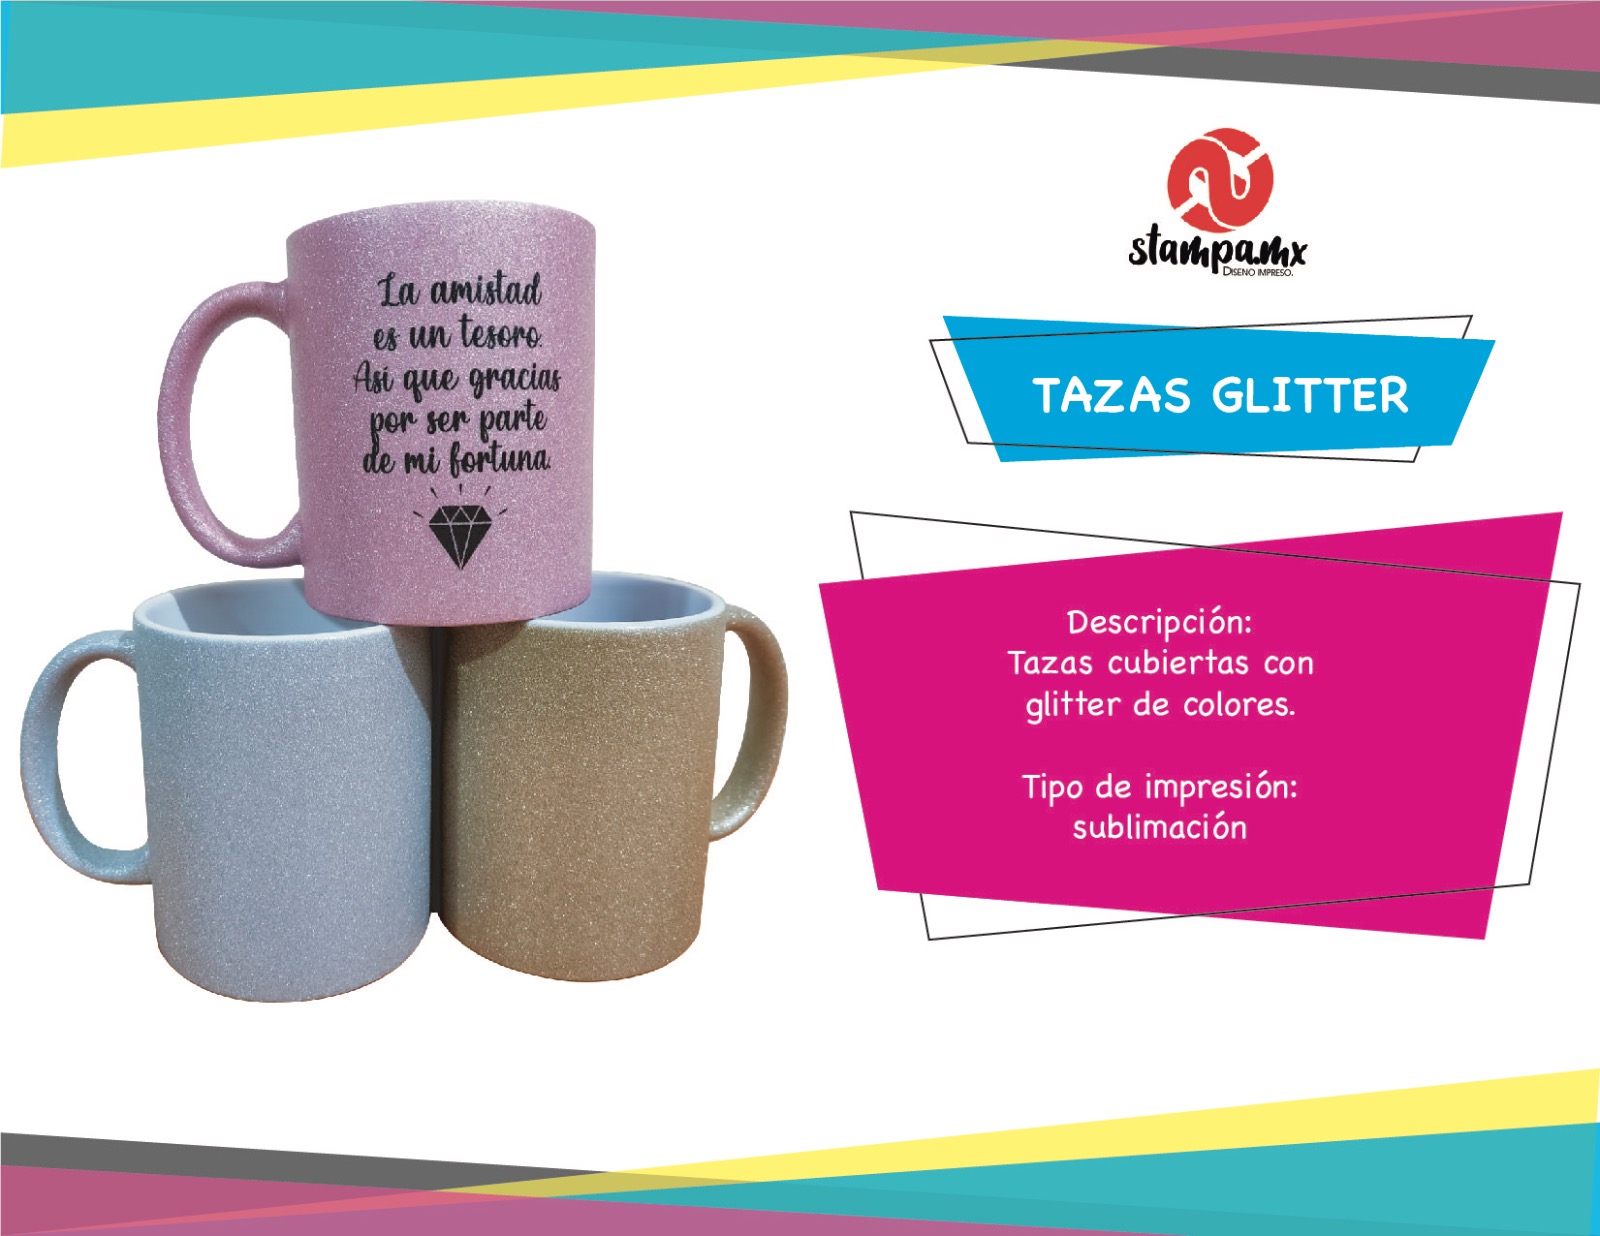 La amistad
es un tesoro.
Así que gracias
por ser parte
de mi fortuna.
stampa.mx
DISENO IMPRESO.
TAZAS GLITTER
Descripción:
Tazas cubiertas con
glitter de colores.
Tipo de impresión:
sublimación